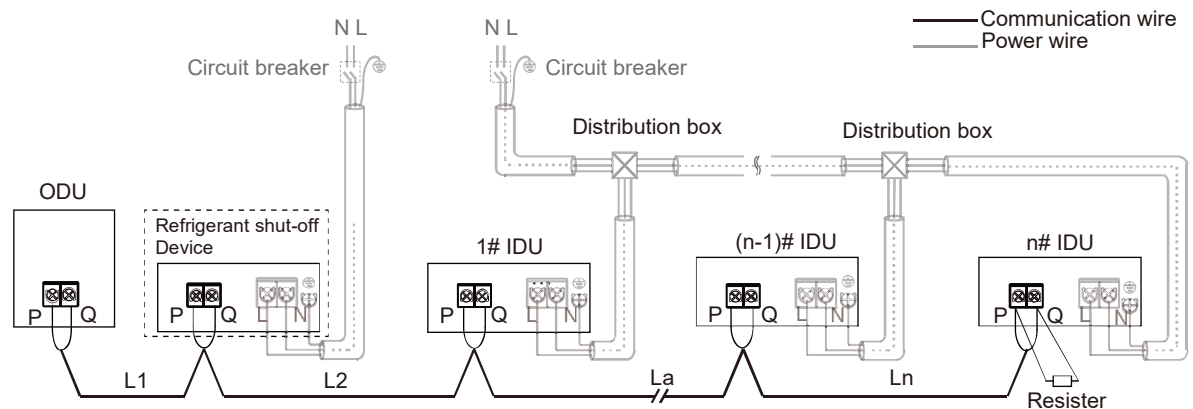 Communication wire
Power wire
N L
N L
Circuit breaker
Circuit breaker
Distribution box
Distribution box
ODU
Refrigerant shut-off
Device
1# IDU
(n-1)# IDU
n# IDU
P Q
P Q L N
P Q L N
P Q L N
P Q L N
L1
L2
La
Ln
Resister